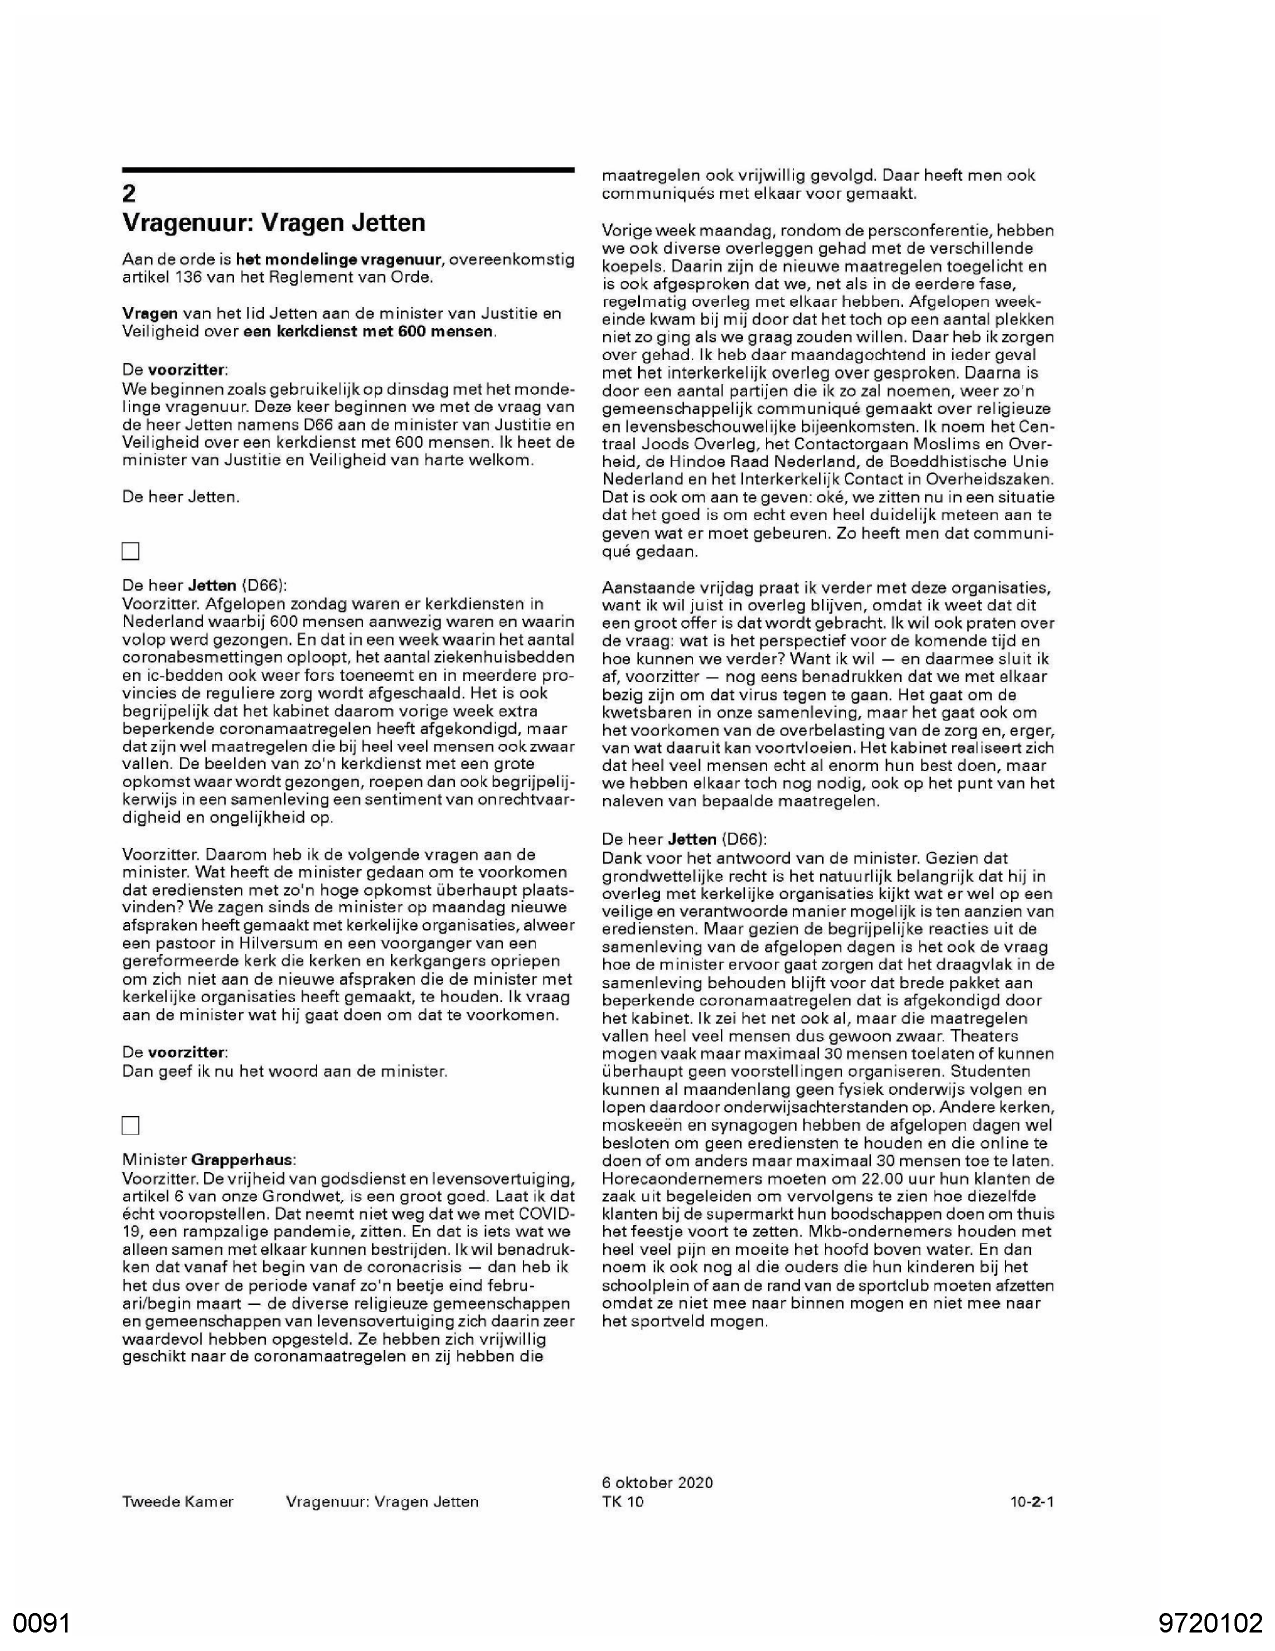 2
Vragenuur: Vragen Jetten
Aan de orde is het mondelinge vragenuur, overeenkomstig
artikel 136 van het Reglement van Orde.
Vragen van het lid Jetten aan de minister van Justitie en
Veiligheid over een kerkdienst met 600 mensen.
De voorzitter:
We beginnen zoals gebruikelijk op dinsdag met het monde-
linge vragenuur. Deze keer beginnen we met de vraag van
de heer Jetten namens D66 aan de minister van Justitie en
Veiligheid over een kerkdienst met 600 mensen. Ik heet de
minister van Justitie en Veiligheid van harte welkom.
De heer Jetten.
De heer Jetten (D66):
Voorzitter. Afgelopen zondag waren er kerkdiensten in
Nederland waarbij 600 mensen aanwezig waren en waarin
volop werd gezongen. En dat in een week waarin het aantal
coronabesmettingen oploopt, het aantal ziekenhuisbedden
en ic-bedden ook weer fors toeneemt en in meerdere pro-
vincies de reguliere zorg wordt afgeschaald. Het is ook
begrijpelijk dat het kabinet daarom vorige week extra
beperkende coronamaatregelen heeft afgekondigd, maar
dat zijn wel maatregelen die bij heel veel mensen ook zwaar
vallen. De beelden van zo'n kerkdienst met een grote
opkomst waar wordt gezongen, roepen dan ook begrijpelij-
kerwijs in een samenleving een sentiment van onrechtvaar-
digheid en ongelijkheid op.
Voorzitter. Daarom heb ik de volgende vragen aan de
minister. Wat heeft de minister gedaan om te voorkomen
dat erediensten met zo'n hoge opkomst überhaupt plaats-
vinden? We zagen sinds de minister op maandag nieuwe
afspraken heeft gemaakt met kerkelijke organisaties, alweer
een pastoor in Hilversum en een voorganger van een
gereformeerde kerk die kerken en kerkgangers opriepen
om zich niet aan de nieuwe afspraken die de minister met
kerkelijke organisaties heeft gemaakt, te houden. Ik vraag
aan de minister wat hij gaat doen om dat te voorkomen.
De voorzitter:
Dan geef ik nu het woord aan de minister.
Minister Grapperhaus:
Voorzitter. De vrijheid van godsdienst en levensovertuiging,
artikel 6 van onze Grondwet, is een groot goed. Laat ik dat
écht vooropstellen. Dat neemt niet weg dat we met COVID-
19, een rampzalige pandemie, zitten. En dat is iets wat we
alleen samen met elkaar kunnen bestrijden. Ik wil benadruk-
ken dat vanaf het begin van de coronacrisis — dan heb ik
het dus over de periode vanaf zo'n beetje eind febru-
ari/begin maart — de diverse religieuze gemeenschappen
en gemeenschappen van levensovertuiging zich daarin zeer
waardevol hebben opgesteld. Ze hebben zich vrijwillig
geschikt naar de coronamaatregelen en zij hebben die
maatregelen ook vrijwillig gevolgd. Daar heeft men ook
communiqués met elkaar voor gemaakt.
Vorige week maandag, rondom de persconferentie, hebben
we ook diverse overleggen gehad met de verschillende
koepels. Daarin zijn de nieuwe maatregelen toegelicht en
is ook afgesproken dat we, net als in de eerdere fase,
regelmatig overleg met elkaar hebben. Afgelopen week-
einde kwam bij mij door dat het toch op een aantal plekken
niet zo ging als we graag zouden willen. Daar heb ik zorgen
over gehad. Ik heb daar maandagochtend in ieder geval
met het interkerkelijk overleg over gesproken. Daarna is
door een aantal partijen die ik zo zal noemen, weer zo'n
gemeenschappelijk communiqué gemaakt over religieuze
en levensbeschouwelijke bijeenkomsten. Ik noem het Cen-
traal Joods Overleg, het Contactorgaan Moslims en Over-
heid, de Hindoe Raad Nederland, de Boeddhistische Unie
Nederland en het Interkerkelijk Contact in Overheidszaken.
Dat is ook om aan te geven: oké, we zitten nu in een situatie
dat het goed is om echt even heel duidelijk meteen aan te
geven wat er moet gebeuren. Zo heeft men dat communi-
qué gedaan.
Aanstaande vrijdag praat ik verder met deze organisaties,
want ik wil juist in overleg blijven, omdat ik weet dat dit
een groot offer is dat wordt gebracht. Ik wil ook praten over
de vraag: wat is het perspectief voor de komende tijd en
hoe kunnen we verder? Want ik wil — en daarmee sluit ik
af, voorzitter — nog eens benadrukken dat we met elkaar
bezig zijn om dat virus tegen te gaan. Het gaat om de
kwetsbaren in onze samenleving, maar het gaat ook om
het voorkomen van de overbelasting van de zorg en, erger,
van wat daaruit kan voortvloeien. Het kabinet realiseert zich
dat heel veel mensen echt al enorm hun best doen, maar
we hebben elkaar toch nog nodig, ook op het punt van het
naleven van bepaalde maatregelen.
De heer Jetten (D66):
Dank voor het antwoord van de minister. Gezien dat
grondwettelijke recht is het natuurlijk belangrijk dat hij in
overleg met kerkelijke organisaties kijkt wat er wel op een
veilige en verantwoorde manier mogelijk is ten aanzien van
erediensten. Maar gezien de begrijpelijke reacties uit de
samenleving van de afgelopen dagen is het ook de vraag
hoe de minister ervoor gaat zorgen dat het draagvlak in de
samenleving behouden blijft voor dat brede pakket aan
beperkende coronamaatregelen dat is afgekondigd door
het kabinet. Ik zei het net ook al, maar die maatregelen
vallen heel veel mensen dus gewoon zwaar. Theaters
mogen vaak maar maximaal 30 mensen toelaten of kunnen
überhaupt geen voorstellingen organiseren. Studenten
kunnen al maandenlang geen fysiek onderwijs volgen en
lopen daardoor onderwijsachterstanden op. Andere kerken,
moskeeën en synagogen hebben de afgelopen dagen wel
besloten om geen erediensten te houden en die online te
doen of om anders maar maximaal 30 mensen toe te laten.
Horecaondernemers moeten om 22.00 uur hun klanten de
zaak uit begeleiden om vervolgens te zien hoe diezelfde
klanten bij de supermarkt hun boodschappen doen om thuis
het feestje voort te zetten. Mkb-ondernemers houden met
heel veel pijn en moeite het hoofd boven water. En dan
noem ik ook nog al die ouders die hun kinderen bij het
schoolplein of aan de rand van de sportclub moeten afzetten
omdat ze niet mee naar binnen mogen en niet mee naar
het sportveld mogen.
Tweede Kamer Vragenuur: Vragen Jetten
6 oktober 2020
TK 10 10-2-1
0091 9720102